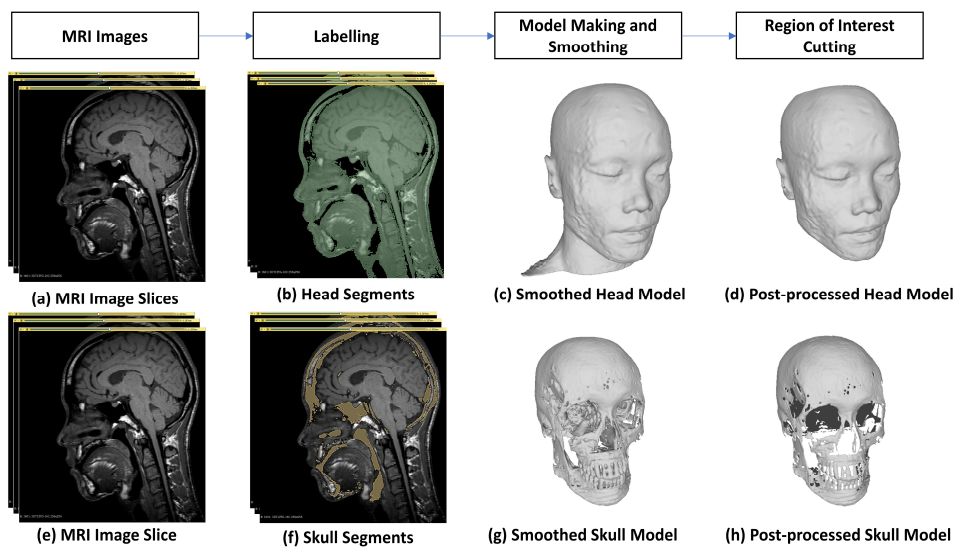 MRI Images
Labelling
Model Making and
Smoothing
Region of Interest
Cutting
(a) MRI Image Slices
(b) Head Segments
(c) Smoothed Head Model
(d) Post-processed Head Model
(e) MRI Image Slice
(f) Skull Segments
(g) Smoothed Skull Model
(h) Post-processed Skull Model